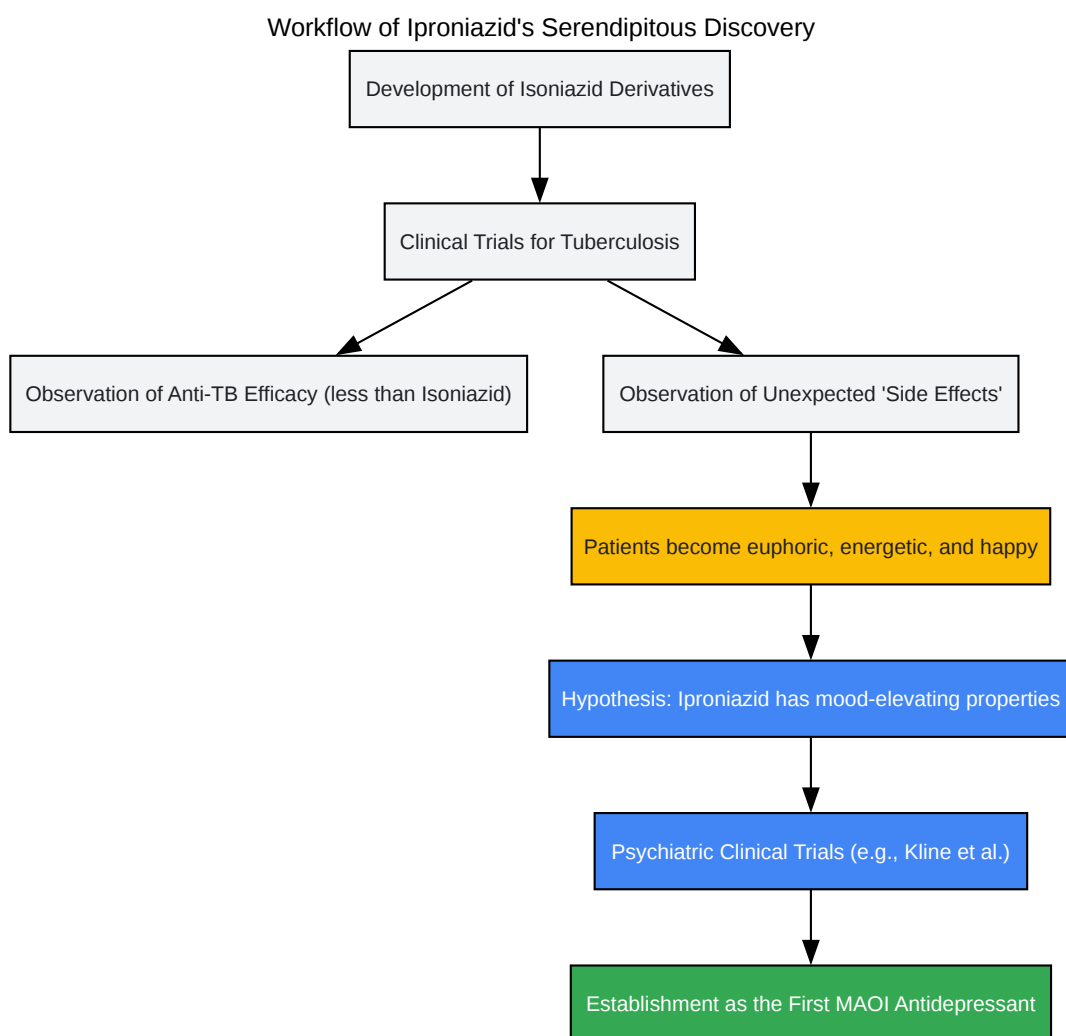 Workflow of Iproniazid's Serendipitous Discovery
Development of Isoniazid Derivatives
Clinical Trials for Tuberculosis
Observation of Anti-TB Efficacy (less than Isoniazid)
Observation of Unexpected 'Side Effects'
Patients become euphoric, energetic, and happy
Hypothesis: Iproniazid has mood-elevating properties
Psychiatric Clinical Trials (e.g., Kline et al.)
Establishment as the First MAOI Antidepressant